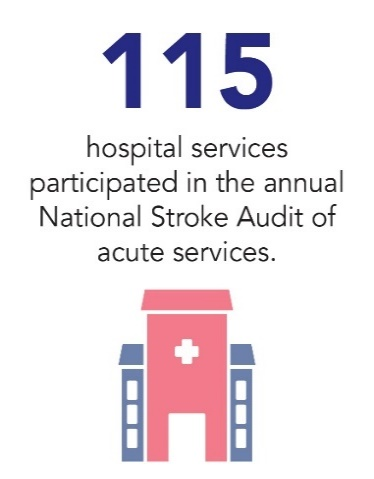 115
hospital services
participated in the annual
National Stroke Audit of
acute services.